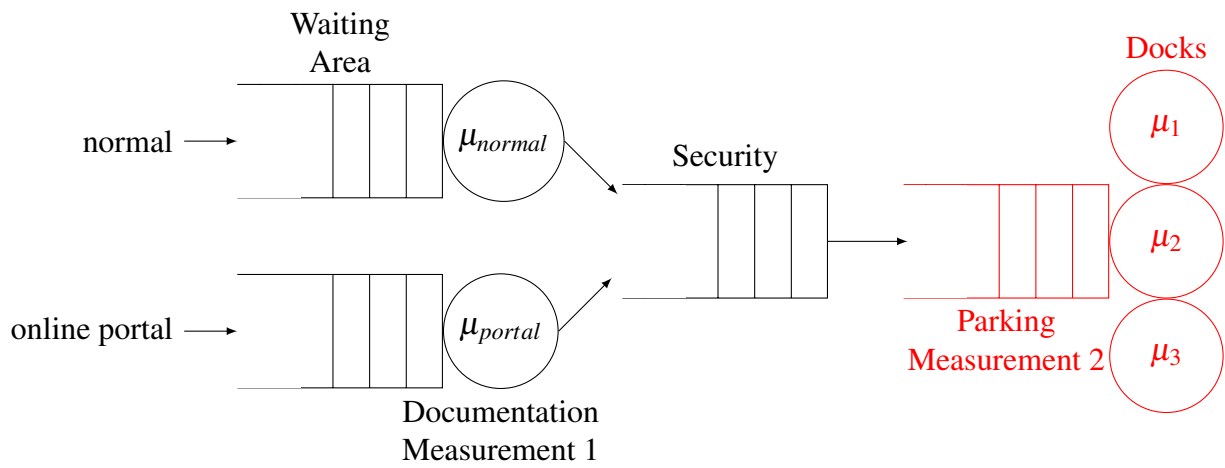 Waiting
Area
normal
μnormal
online portal
μportal
Documentation
Measurement 1
Security
Docks
μ1
μ2
μ3
Parking
Measurement 2